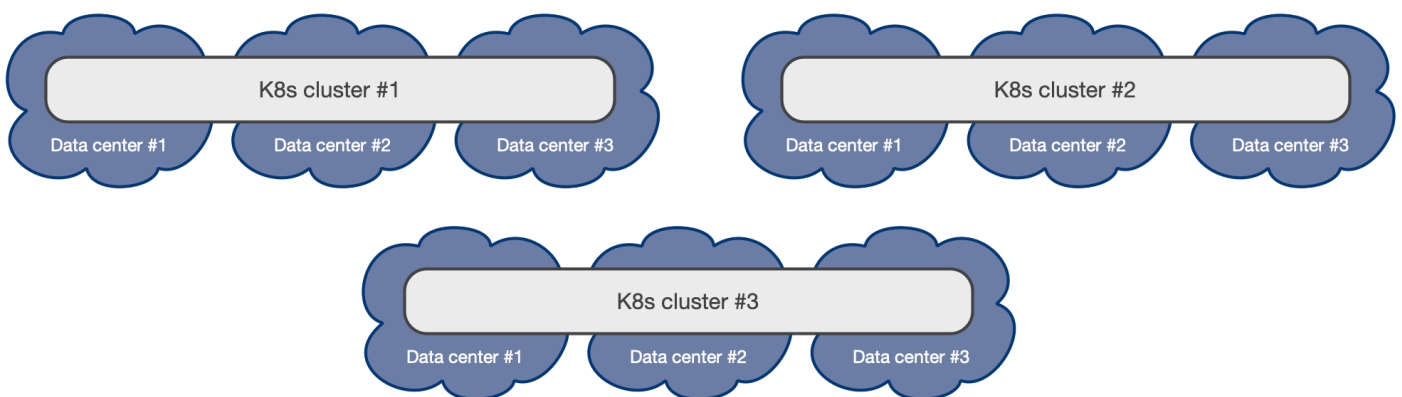 K8s cluster #1
Data center #1
Data center #2
Data center #3
K8s cluster #2
Data center #1
Data center #2
Data center #3
K8s cluster #3
Data center #1
Data center #2
Data center #3